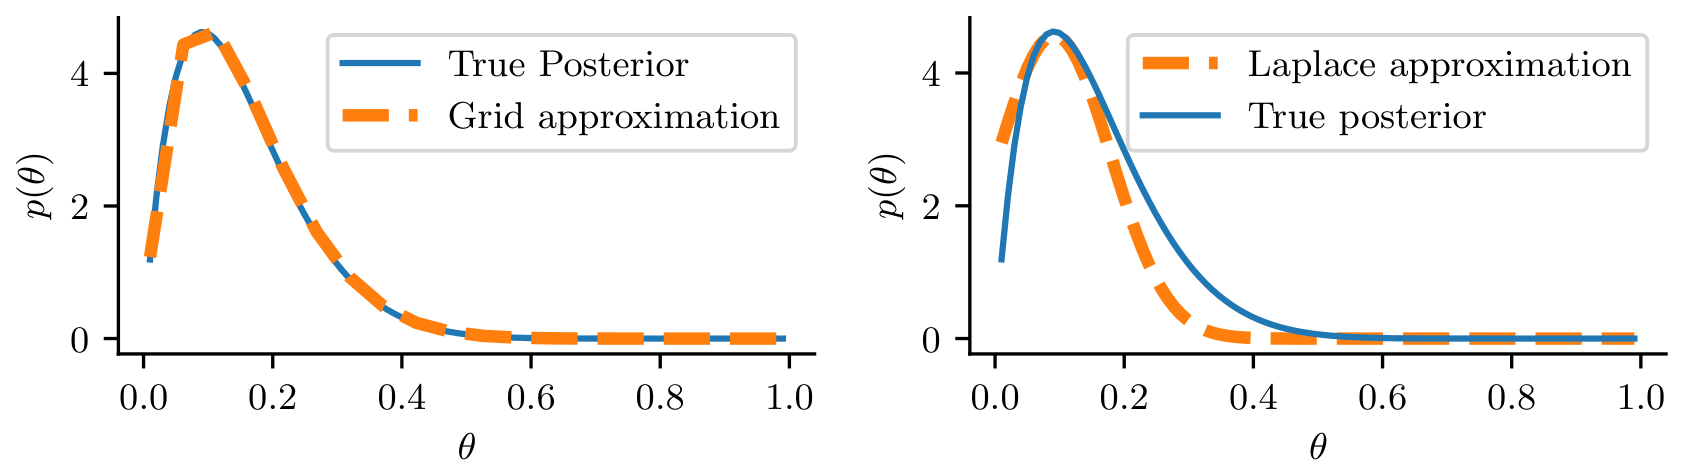 True Posterior
Grid approximation
p(θ)
4
2
0
0.0 0.2 0.4 0.6 0.8 1.0
θ
Laplace approximation
True posterior
p(θ)
4
2
0
0.0 0.2 0.4 0.6 0.8 1.0
θ